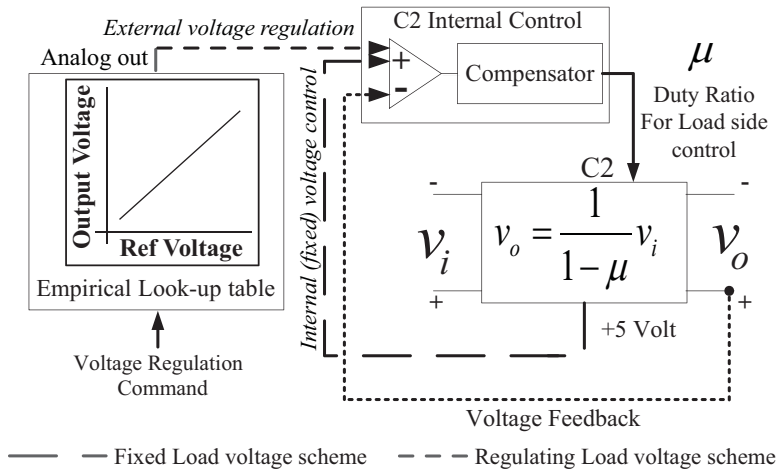 External voltage regulation
Analog out
C2 Internal Control
+
-
Compensator
μ
Duty Ratio
For Load side
control
Output Voltage
Ref Voltage
Empirical Look-up table
Voltage Regulation
Command
Internal (fixed) voltage control
C2
-
-
v_i
v_o = 1/(1-μ) v_i
v_o
+
+
+5 Volt
Voltage Feedback
Fixed Load voltage scheme
Regulating Load voltage scheme